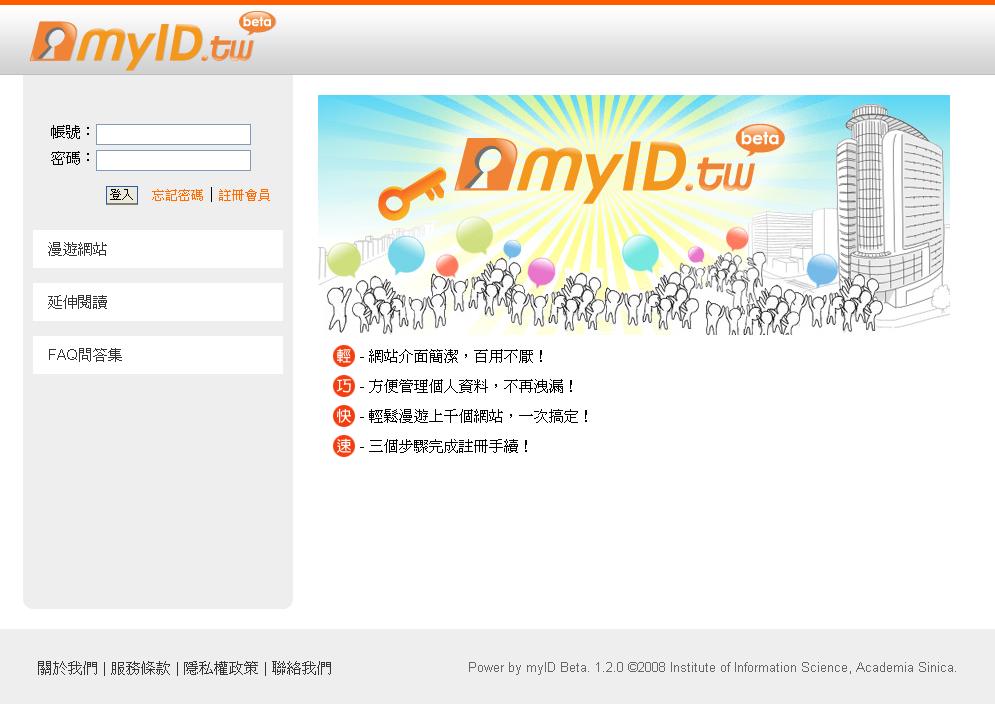 myID.tw beta
帳號：
密碼：
登入 忘記密碼 | 註冊會員
漫遊網站
延伸閱讀
FAQ問答集
myID.tw beta
輕 - 網站介面簡潔，百用不厭！
巧 - 方便管理個人資料，不再洩漏！
快 - 輕鬆漫遊上千個網站，一次搞定！
速 - 三個步驟完成註冊手續！
關於我們 | 服務條款 | 隱私權政策 | 聯絡我們
Power by myID Beta. 1.2.0 ©2008 Institute of Information Science, Academia Sinica.